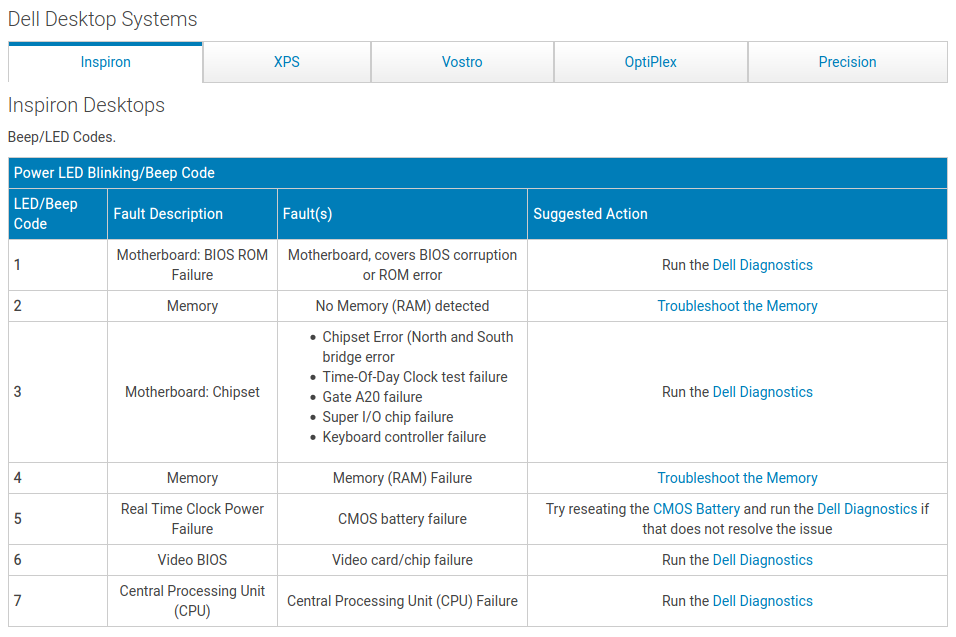 Dell Desktop Systems
Inspiron
XPS
Vostro
OptiPlex
Precision
Inspiron Desktops
Beep/LED Codes.
Power LED Blinking/Beep Code
LED/Beep
Code
Fault Description
Fault(s)
Suggested Action
1
Motherboard: BIOS ROM
Failure
Motherboard, covers BIOS corruption
or ROM error
Run the Dell Diagnostics
2
Memory
No Memory (RAM) detected
Troubleshoot the Memory
3
Motherboard: Chipset
• Chipset Error (North and South
bridge error
• Time-Of-Day Clock test failure
• Gate A20 failure
• Super I/O chip failure
• Keyboard controller failure
Run the Dell Diagnostics
4
Memory
Memory (RAM) Failure
Troubleshoot the Memory
5
Real Time Clock Power
Failure
CMOS battery failure
Try reseating the CMOS Battery and run the Dell Diagnostics if
that does not resolve the issue
6
Video BIOS
Video card/chip failure
Run the Dell Diagnostics
7
Central Processing Unit
(CPU)
Central Processing Unit (CPU) Failure
Run the Dell Diagnostics